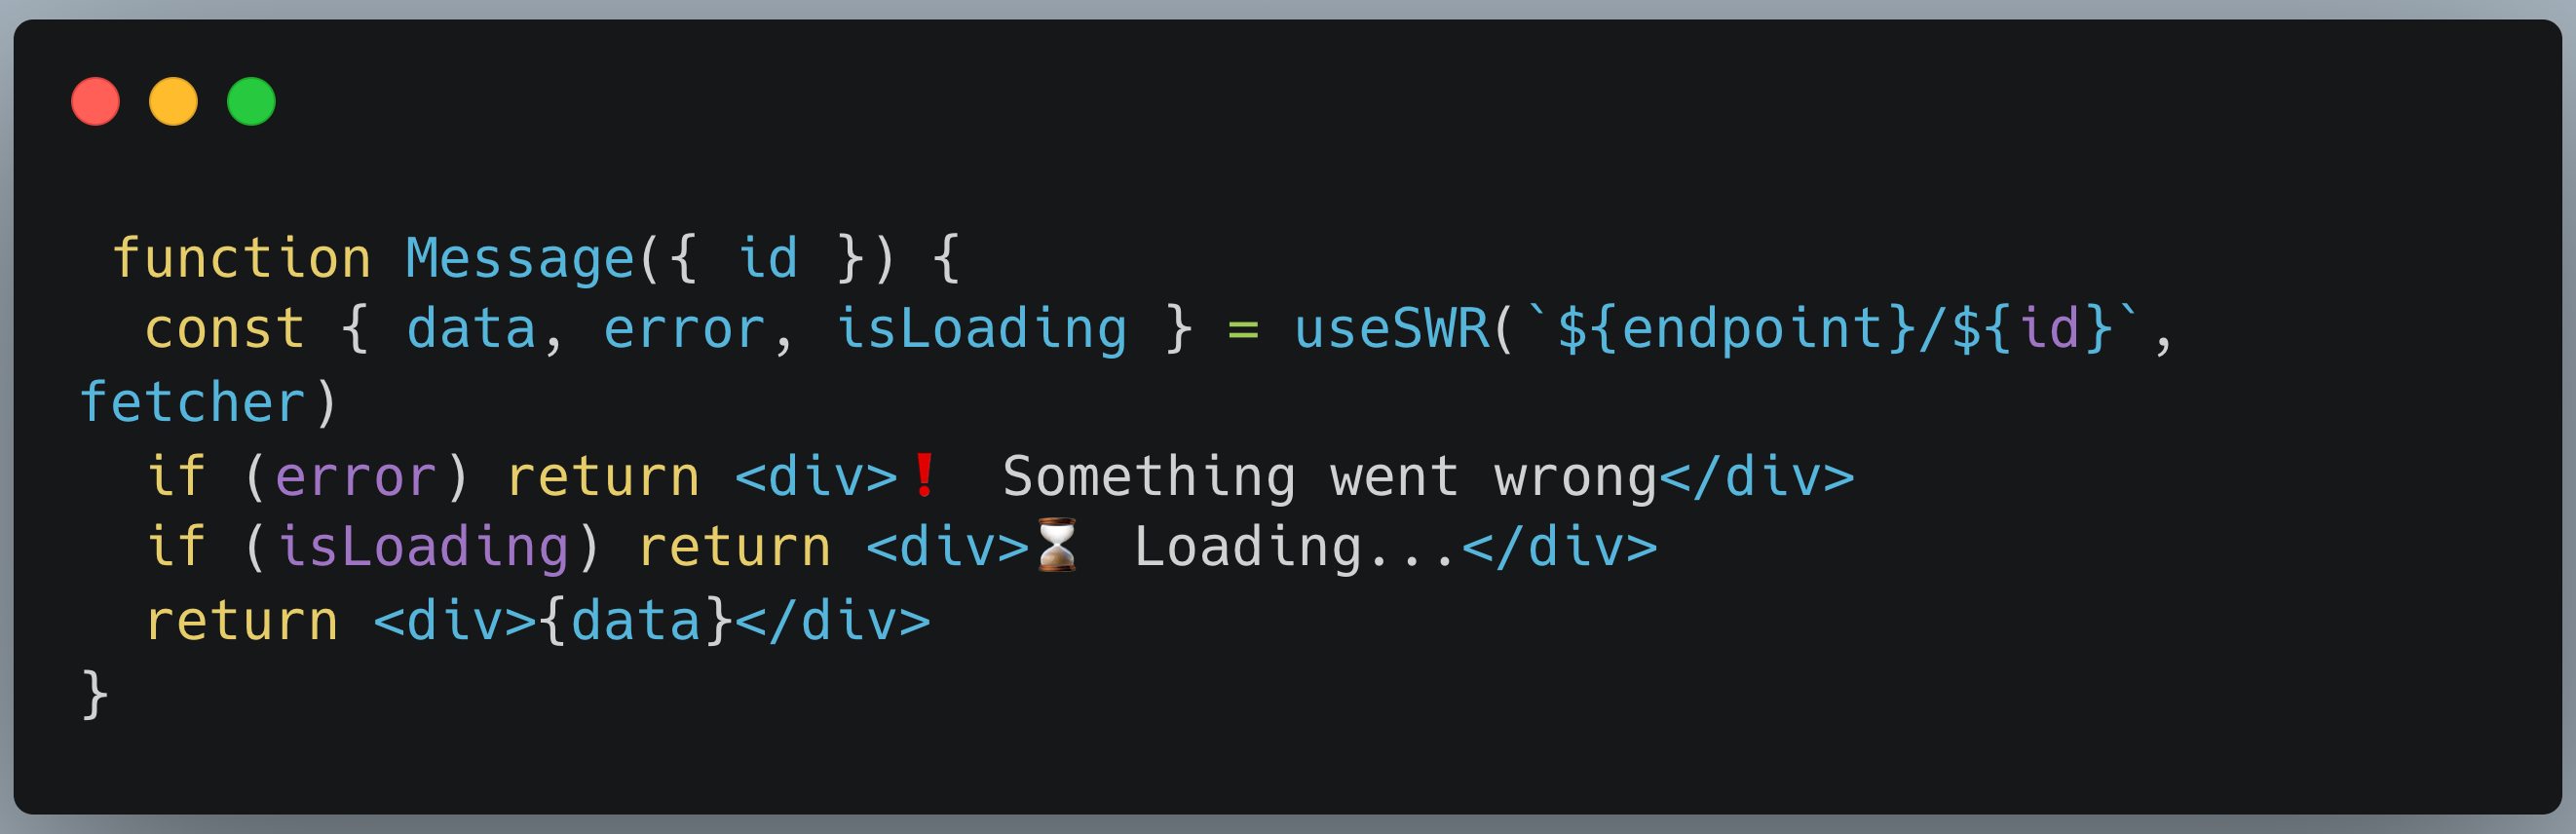 function Message({ id }) {
const { data, error, isLoading } = useSWR(`${endpoint}/${id}`,
fetcher)
if (error) return <div>❗ Something went wrong</div>
if (isLoading) return <div>⏳ Loading...</div>
return <div>{data}</div>
}